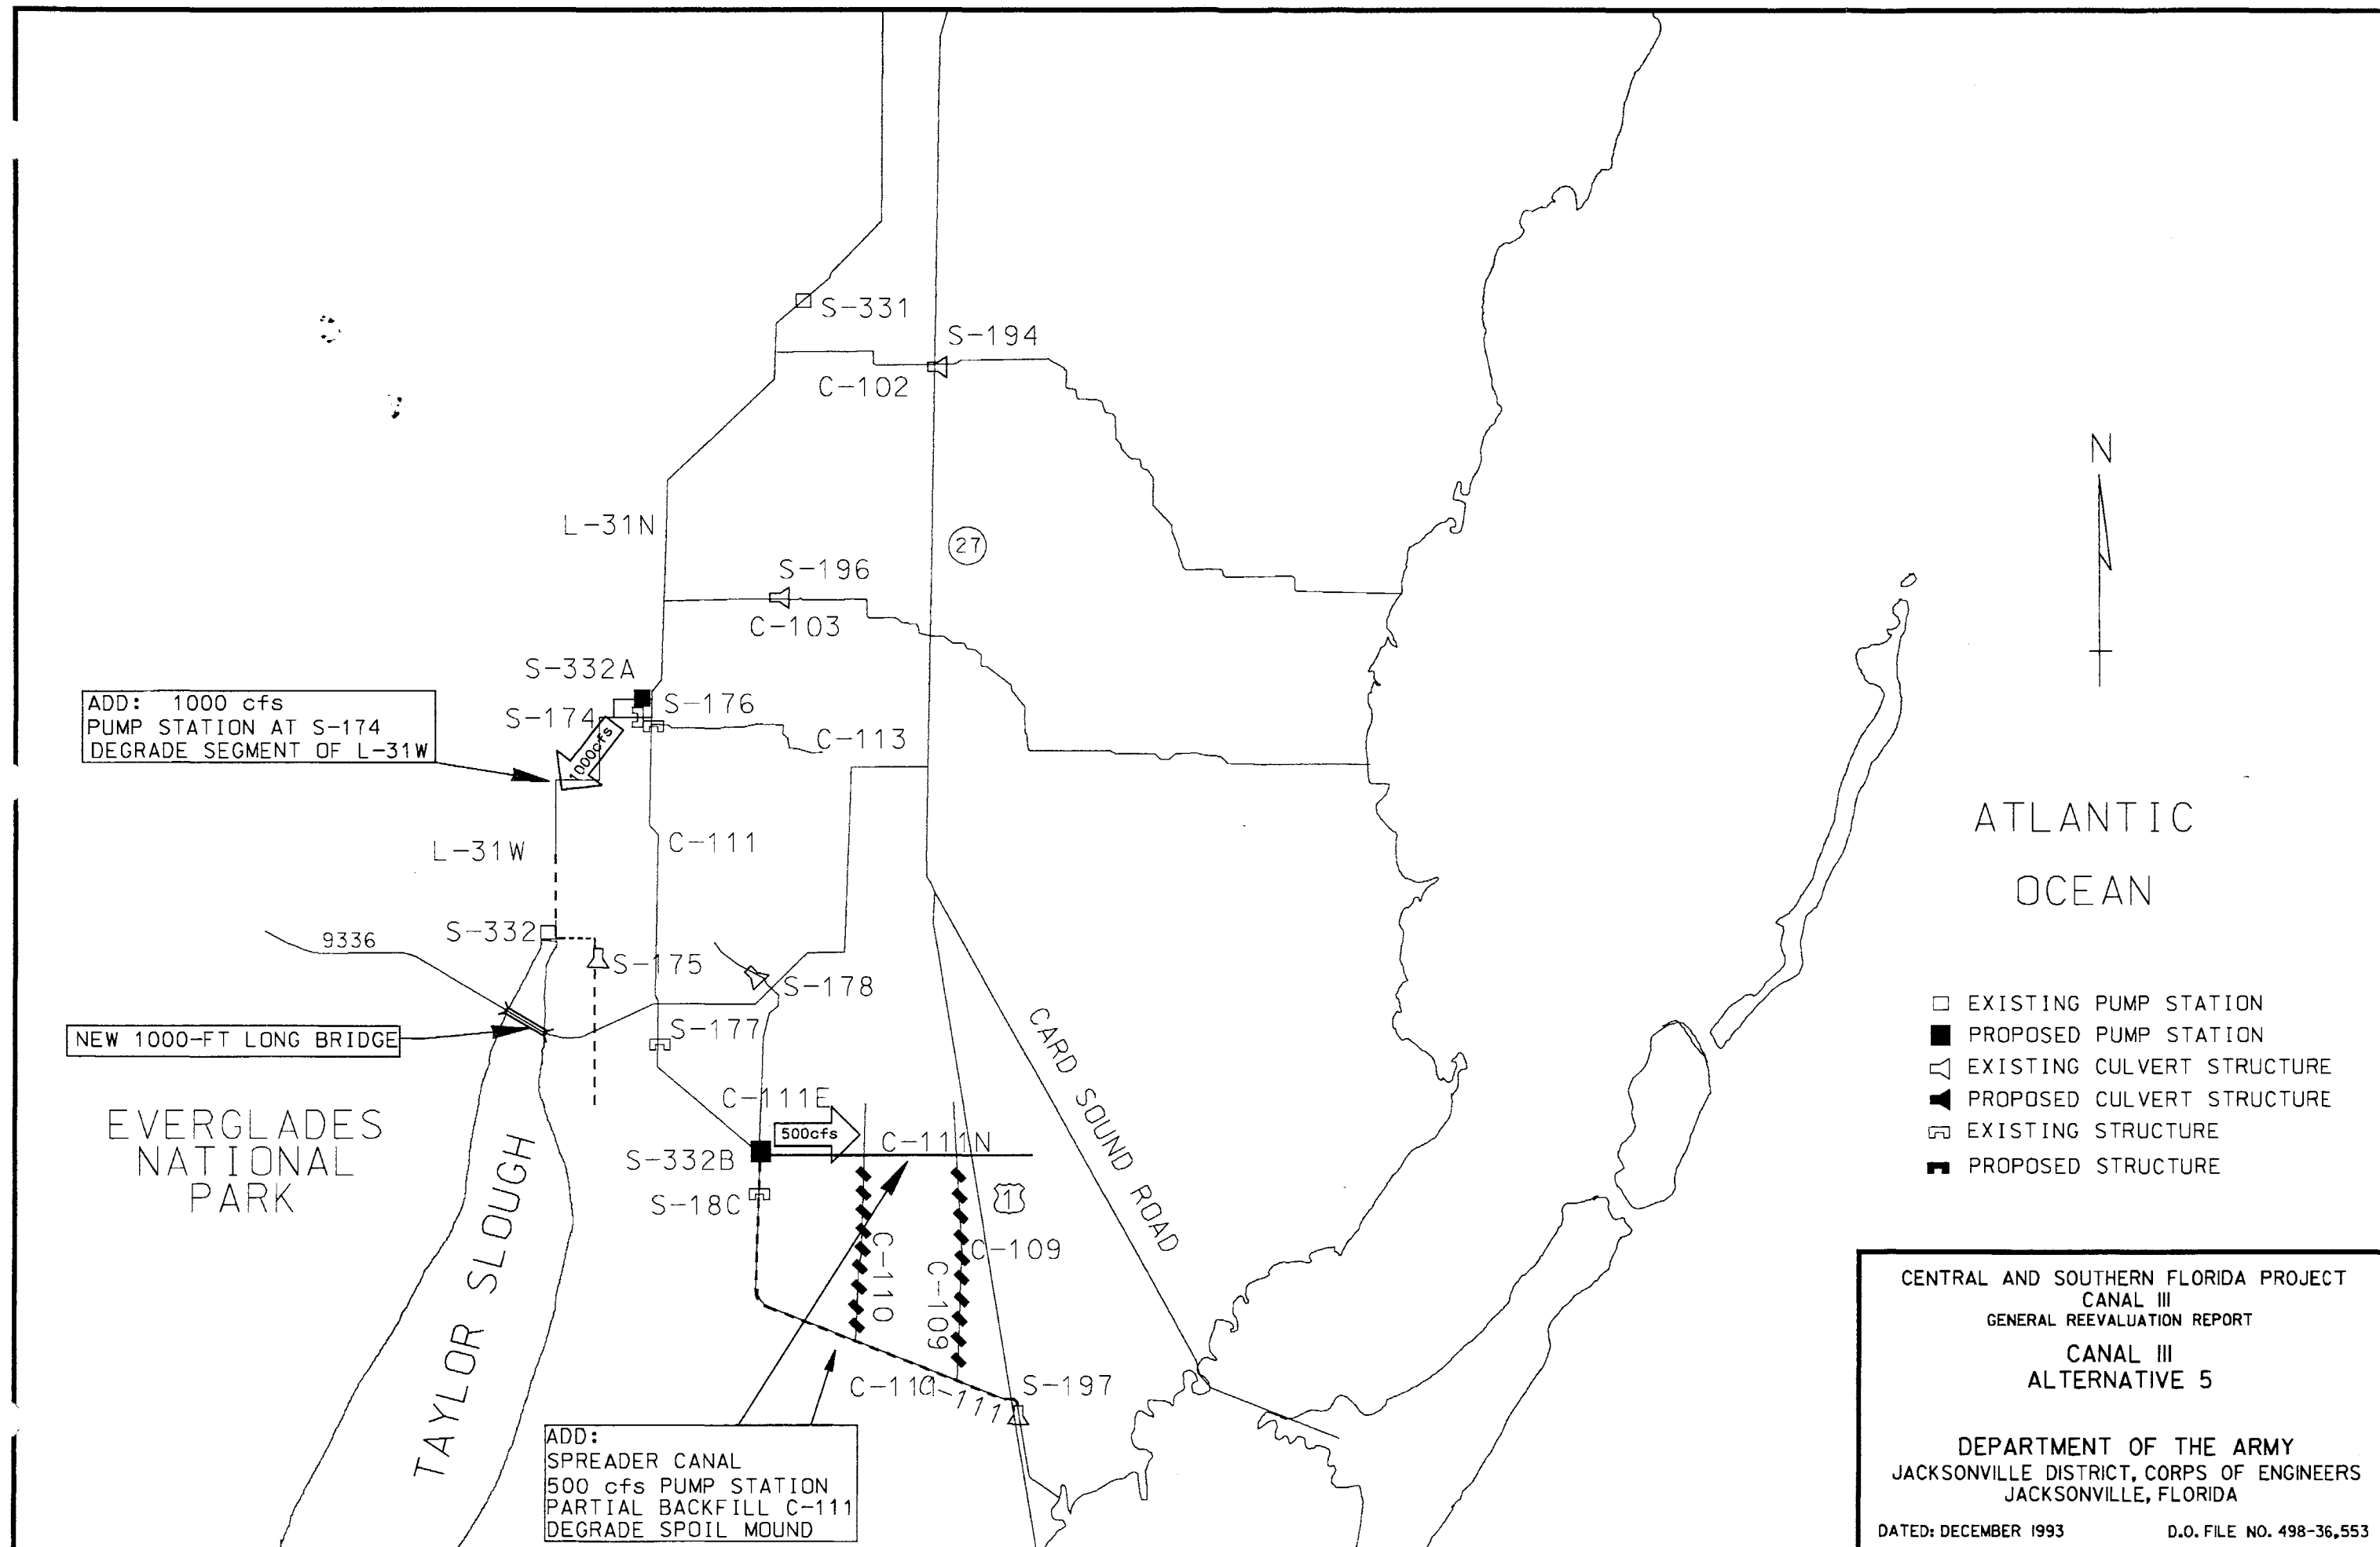 S-331
S-194
C-102
N
L-31N
27
S-196
C-103
S-332A
ADD: 1000 cfs
PUMP STATION AT S-174
DEGRADE SEGMENT OF L-31W
S-174
S-176
1000cfs
C-113
ATLANTIC
OCEAN
L-31W
C-111
9336
S-332
S-175
S-178
NEW 1000-FT LONG BRIDGE
S-177
CARD SOUND ROAD
□ EXISTING PUMP STATION
■ PROPOSED PUMP STATION
EXISTING CULVERT STRUCTURE
PROPOSED CULVERT STRUCTURE
EXISTING STRUCTURE
PROPOSED STRUCTURE
EVERGLADES
NATIONAL
PARK
TAYLOR SLOUGH
C-111E
500cfs
C-111N
S-332B
S-18C
1
C-110
C-109
C-109
C-110
C-111
S-197
ADD:
SPREADER CANAL
500 cfs PUMP STATION
PARTIAL BACKFILL C-111
DEGRADE SPOIL MOUND
CENTRAL AND SOUTHERN FLORIDA PROJECT
CANAL III
GENERAL REEVALUATION REPORT
CANAL III
ALTERNATIVE 5
DEPARTMENT OF THE ARMY
JACKSONVILLE DISTRICT, CORPS OF ENGINEERS
JACKSONVILLE, FLORIDA
DATED: DECEMBER 1993 D.O. FILE NO. 498-36,553